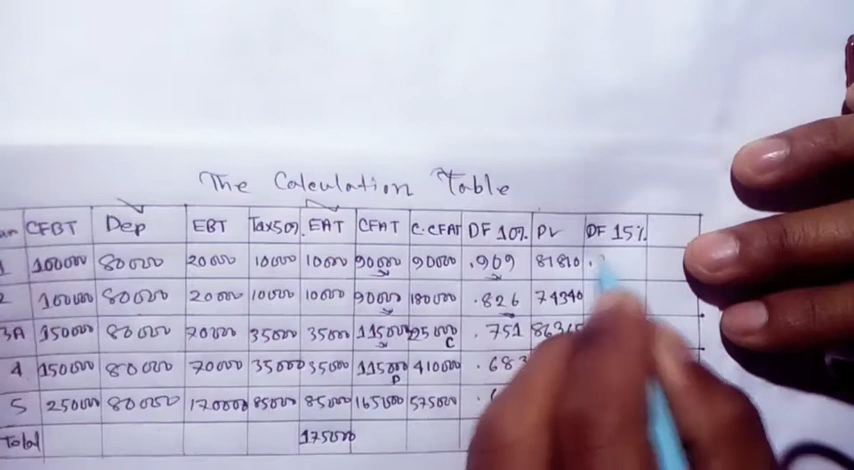 The Calculation Table
CFBT Dep EBT Tax50%. EAT CFAT C.CFAT DF 10%. PV DF 15%.
1 100000 80000 20000 10000 10000 90000 90000 .909 81810
2 100000 80000 20000 10000 10000 90000 180000 .826 74340
3A 150000 80000 70000 35000 35000 115000 .751
C
4 150000 80000 70000 35000 35000 115000 410000 .683
P
5 250000 80000 170000 85000 85000 165000 575000
Total 175000